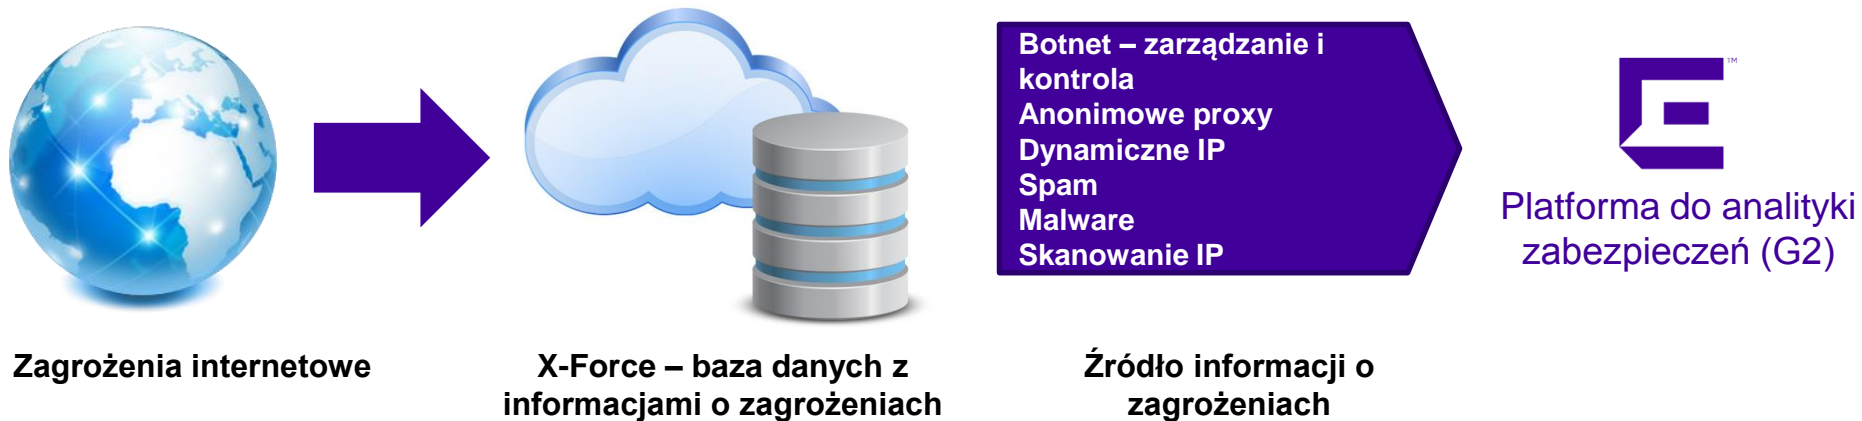 Botnet – zarządzanie i
kontrola
Anonimowe proxy
Dynamiczne IP
Spam
Malware
Skanowanie IP
TM
Platforma do analityki
zabezpieczeń (G2)
Zagrożenia internetowe
X-Force – baza danych z
informacjami o zagrożeniach
Źródło informacji o
zagrożeniach